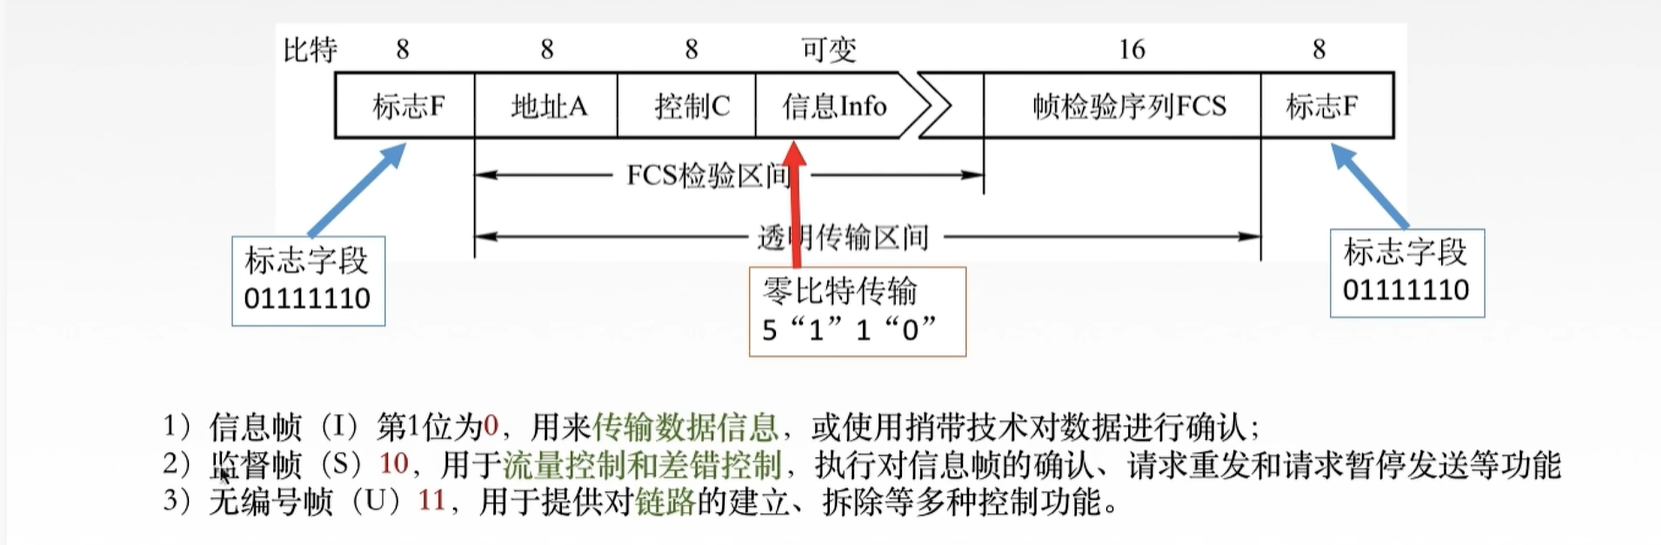 比特 8 8 8 可变 16 8
标志F 地址A 控制C 信息Info 帧检验序列FCS 标志F
FCS检验区间
透明传输区间
标志字段
01111110
标志字段
01111110
零比特传输
5“1”1“0”
1）信息帧（I）第1位为0，用来传输数据信息，或使用捎带技术对数据进行确认；
2）监督帧（S）10，用于流量控制和差错控制，执行对信息帧的确认、请求重发和请求暂停发送等功能
3）无编号帧（U）11，用于提供对链路的建立、拆除等多种控制功能。